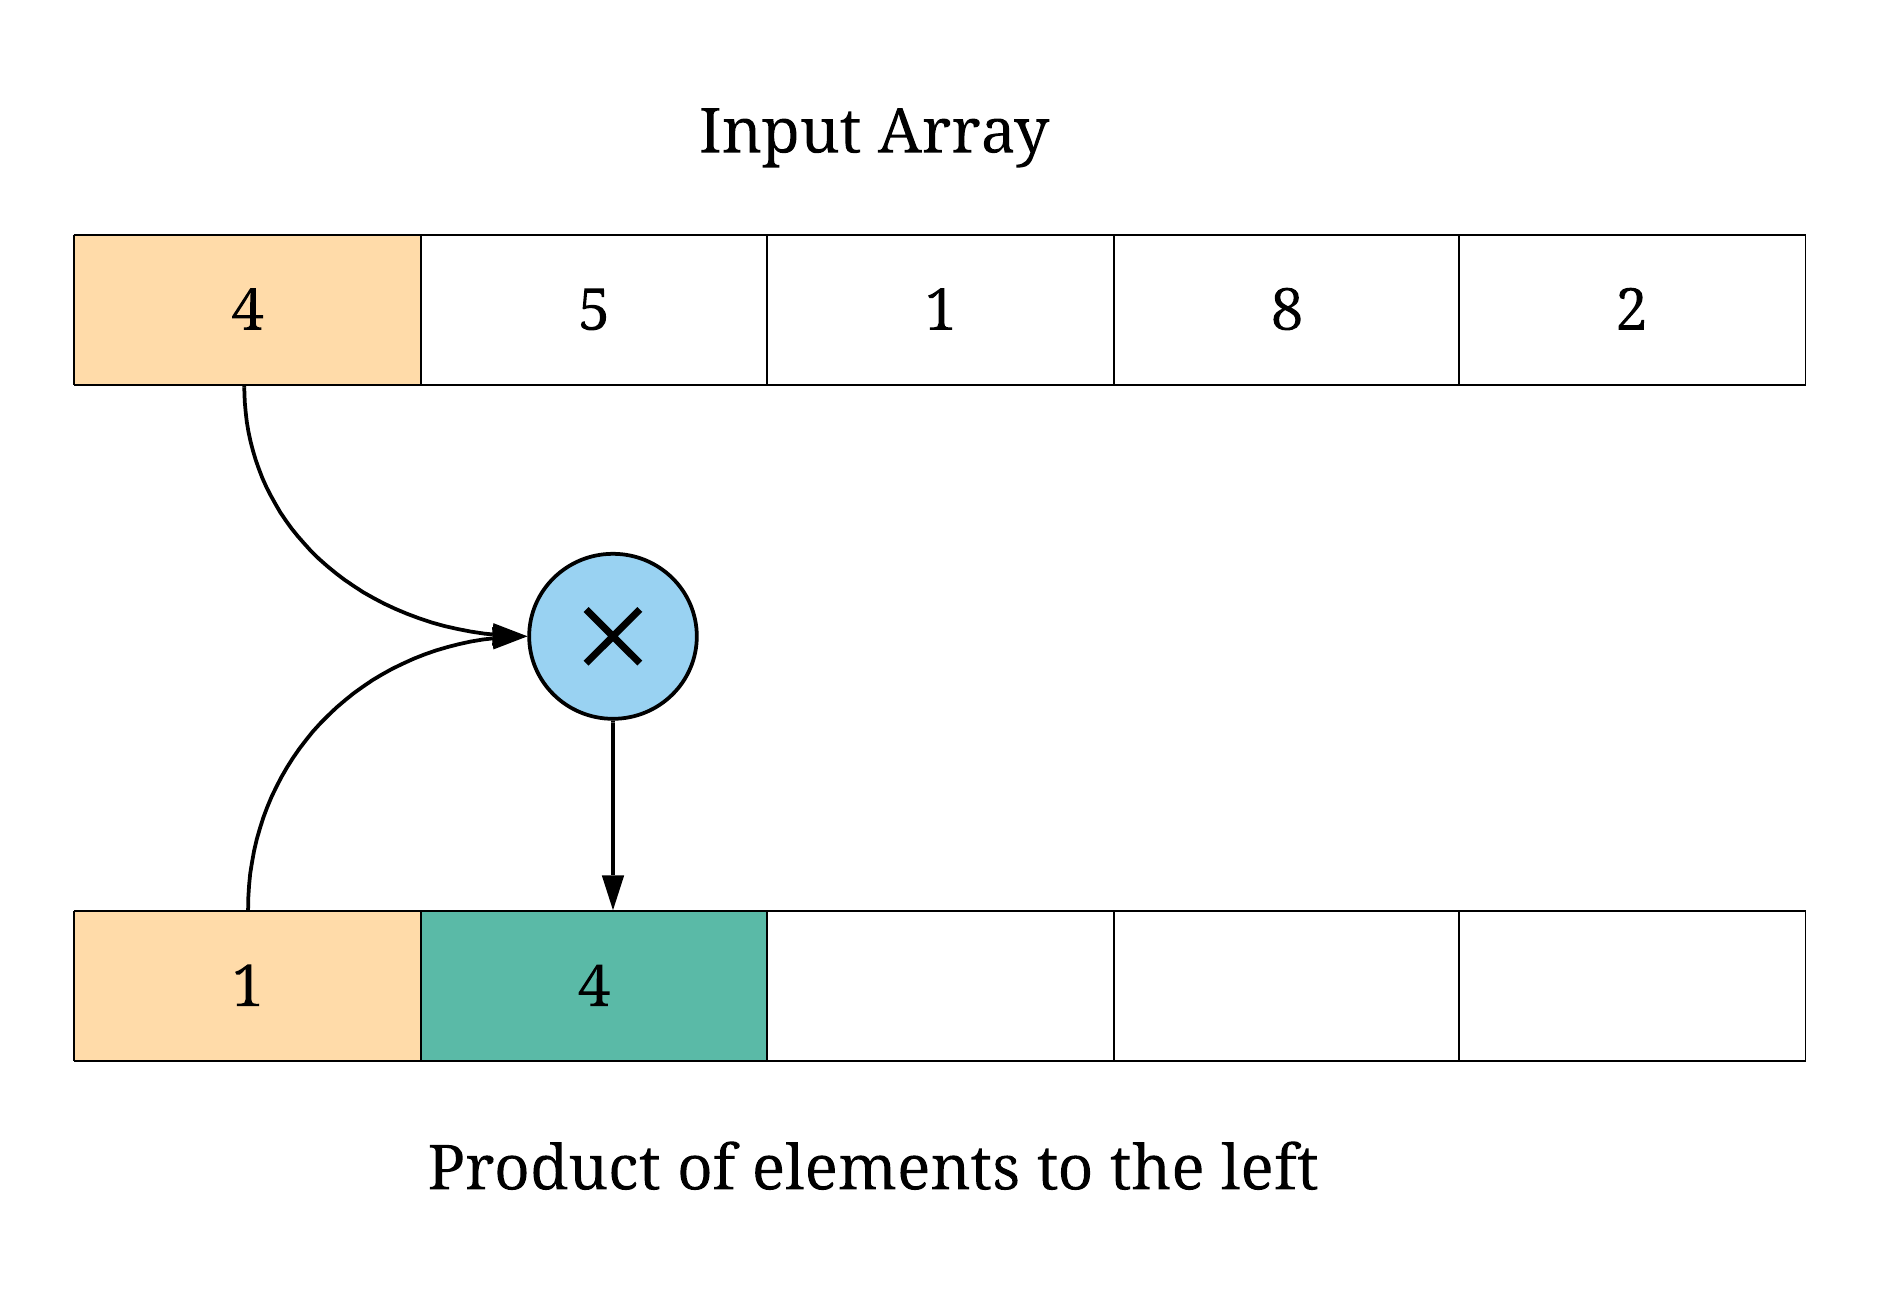 Input Array
4 5 1 8 2
×
1 4
Product of elements to the left